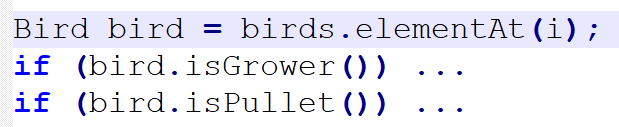 Bird bird = birds.elementAt(i);
if (bird.isGrower()) ...
if (bird.isPullet()) ...